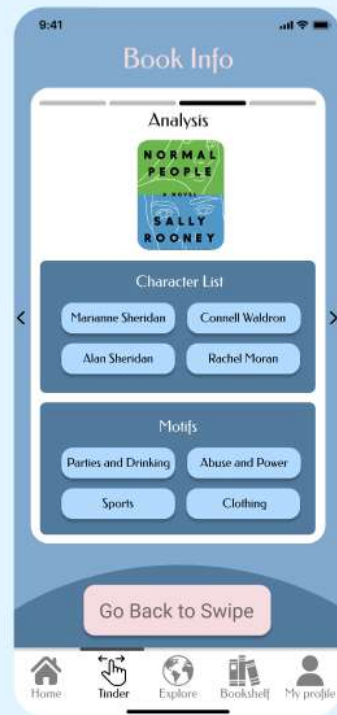 9:41
Book Info
Analysis
NORMAL
PEOPLE
A NOVEL
SALLY
ROONEY
Character List
Marianne Sheridan Connell Waldron
Alan Sheridan Rachel Moran
Motifs
Parties and Drinking Abuse and Power
Sports Clothing
Go Back to Swipe
Home Tinder Explore Bookshelf My profile